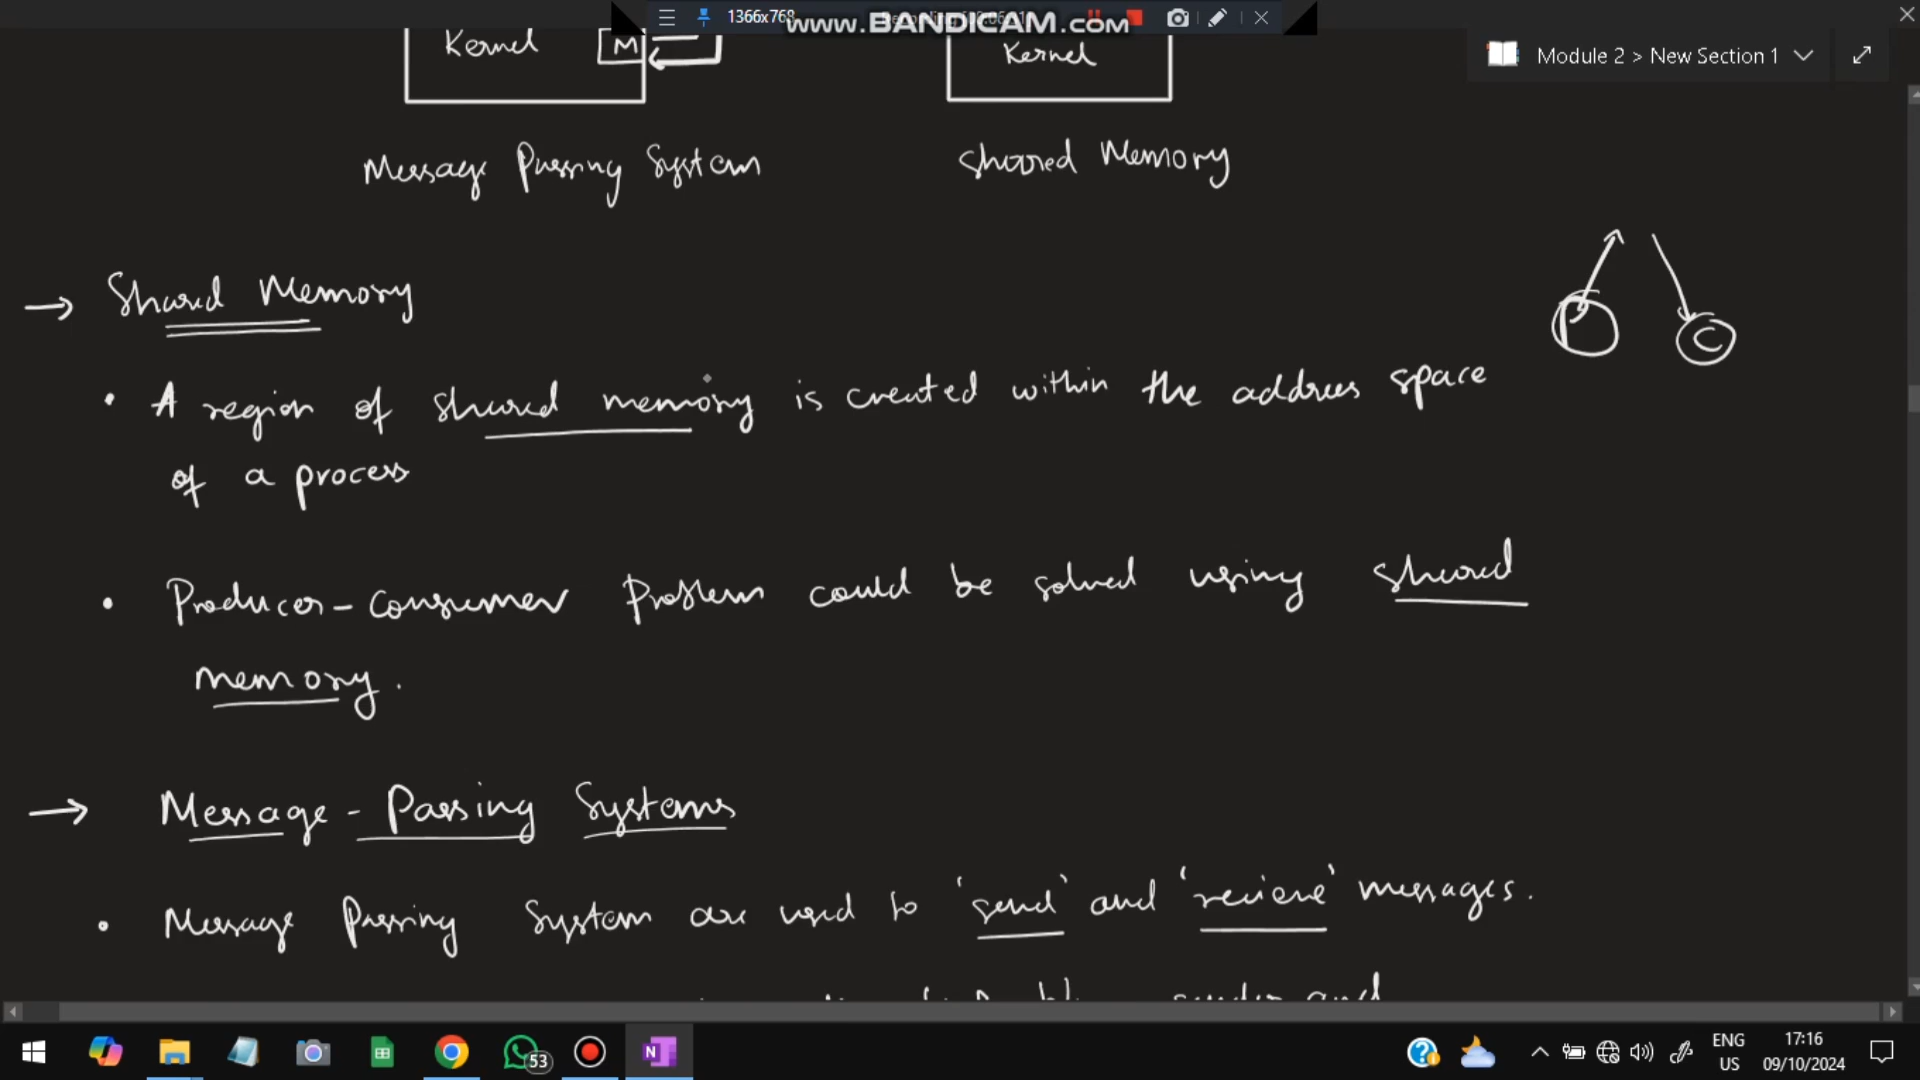 1366x768
www.BANDICAM.com
Module 2 > New Section 1
Kernel
M
Kernel
Message Passing System
Shared Memory
→ Shared Memory
P
C
• A region of shared memory is created within the address space
of a process
• Producer-consumer Problem could be solved using shared
memory.
→ Message-Passing Systems
• Message Passing System are used to 'send' and 'recieve' messages.
53
N
ENG
US
17:16
09/10/2024